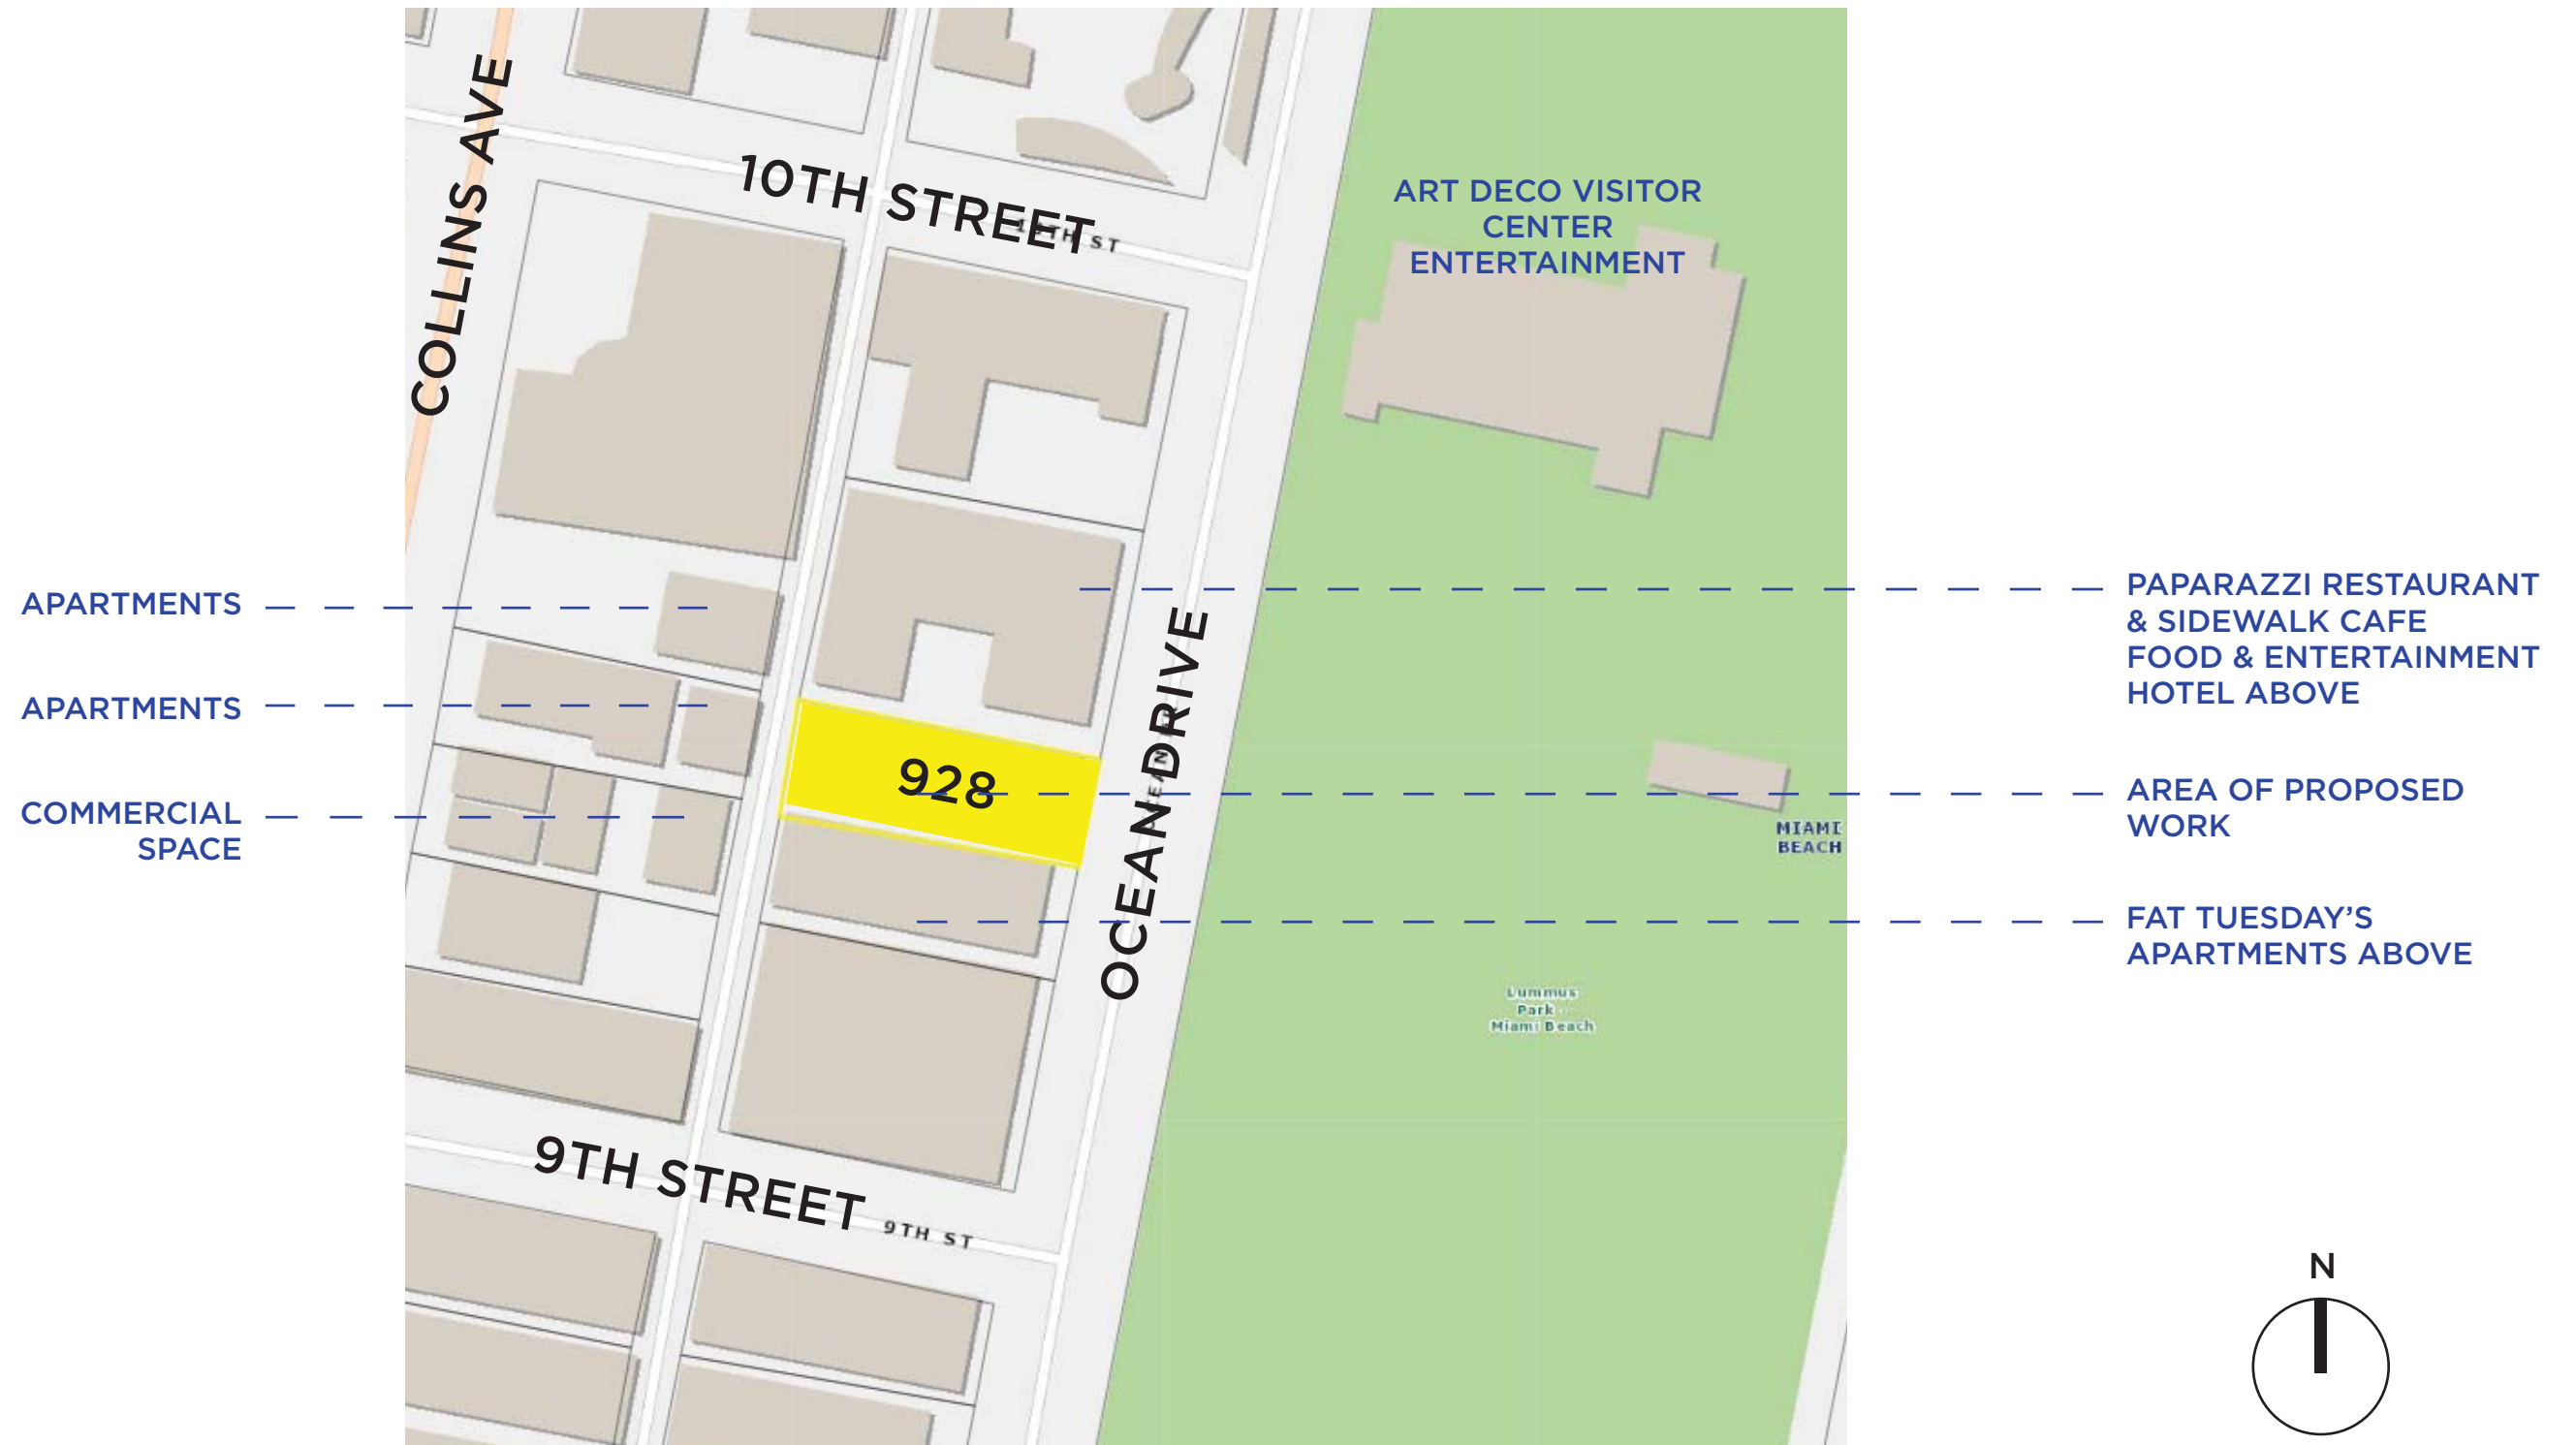 COLLINS AVE
10TH STREET
10TH ST
ART DECO VISITOR
CENTER
ENTERTAINMENT
APARTMENTS
APARTMENTS
COMMERCIAL
SPACE
928
OCEAN DRIVE
PAPARAZZI RESTAURANT
& SIDEWALK CAFE
FOOD & ENTERTAINMENT
HOTEL ABOVE
AREA OF PROPOSED
WORK
MIAMI
BEACH
FAT TUESDAY’S
APARTMENTS ABOVE
Lummus
Park -
Miami Beach
9TH STREET
9TH ST
N